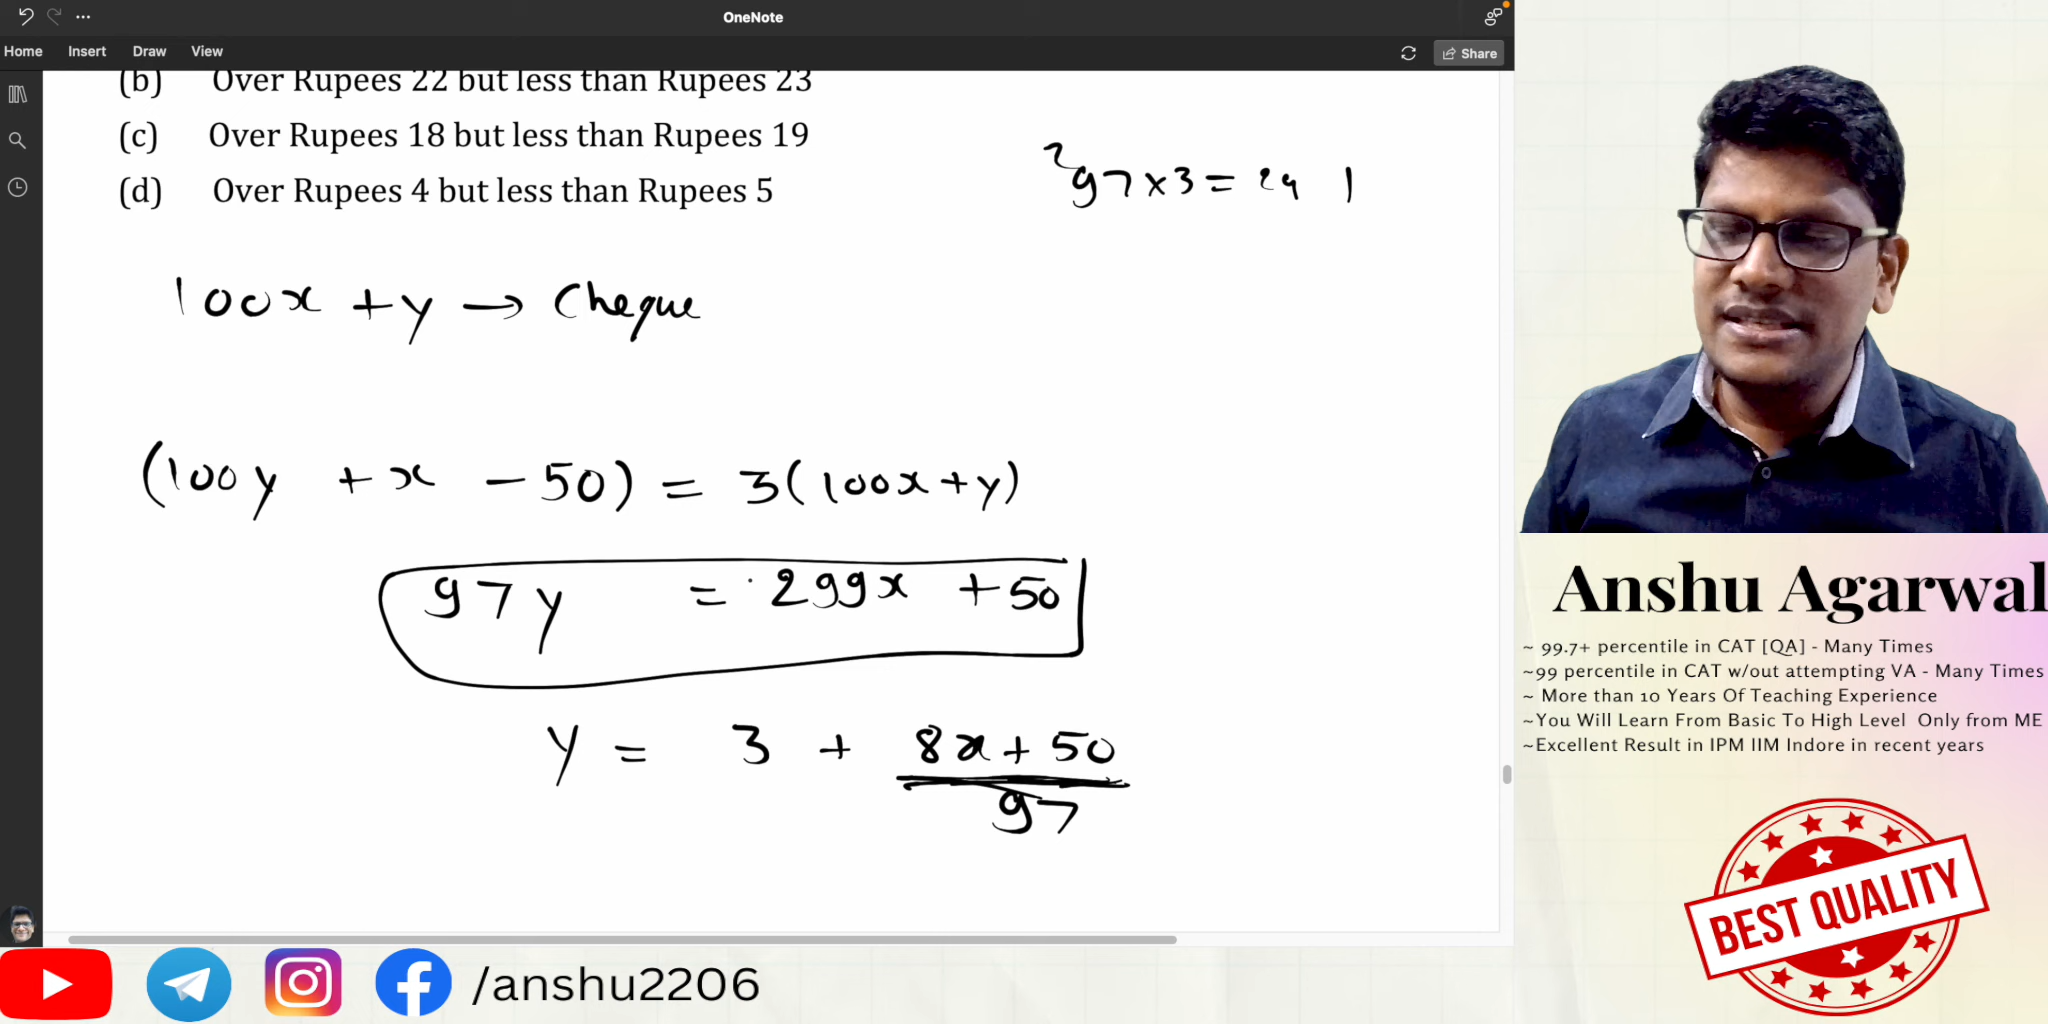 OneNote
Home Insert Draw View
Share
(b) Over Rupees 22 but less than Rupees 23
(c) Over Rupees 18 but less than Rupees 19
(d) Over Rupees 4 but less than Rupees 5
2
97 x 3 = 29 1
100x + y → Cheque
(100y + x - 50) = 3(100x + y)
97y = 299x + 50
y = 3 + 8x + 50
97
Anshu Agarwal
~ 99.7+ percentile in CAT [QA] - Many Times
~99 percentile in CAT w/out attempting VA - Many Times
~ More than 10 Years Of Teaching Experience
~You Will Learn From Basic To High Level Only from ME
~Excellent Result in IPM IIM Indore in recent years
BEST QUALITY
/anshu2206